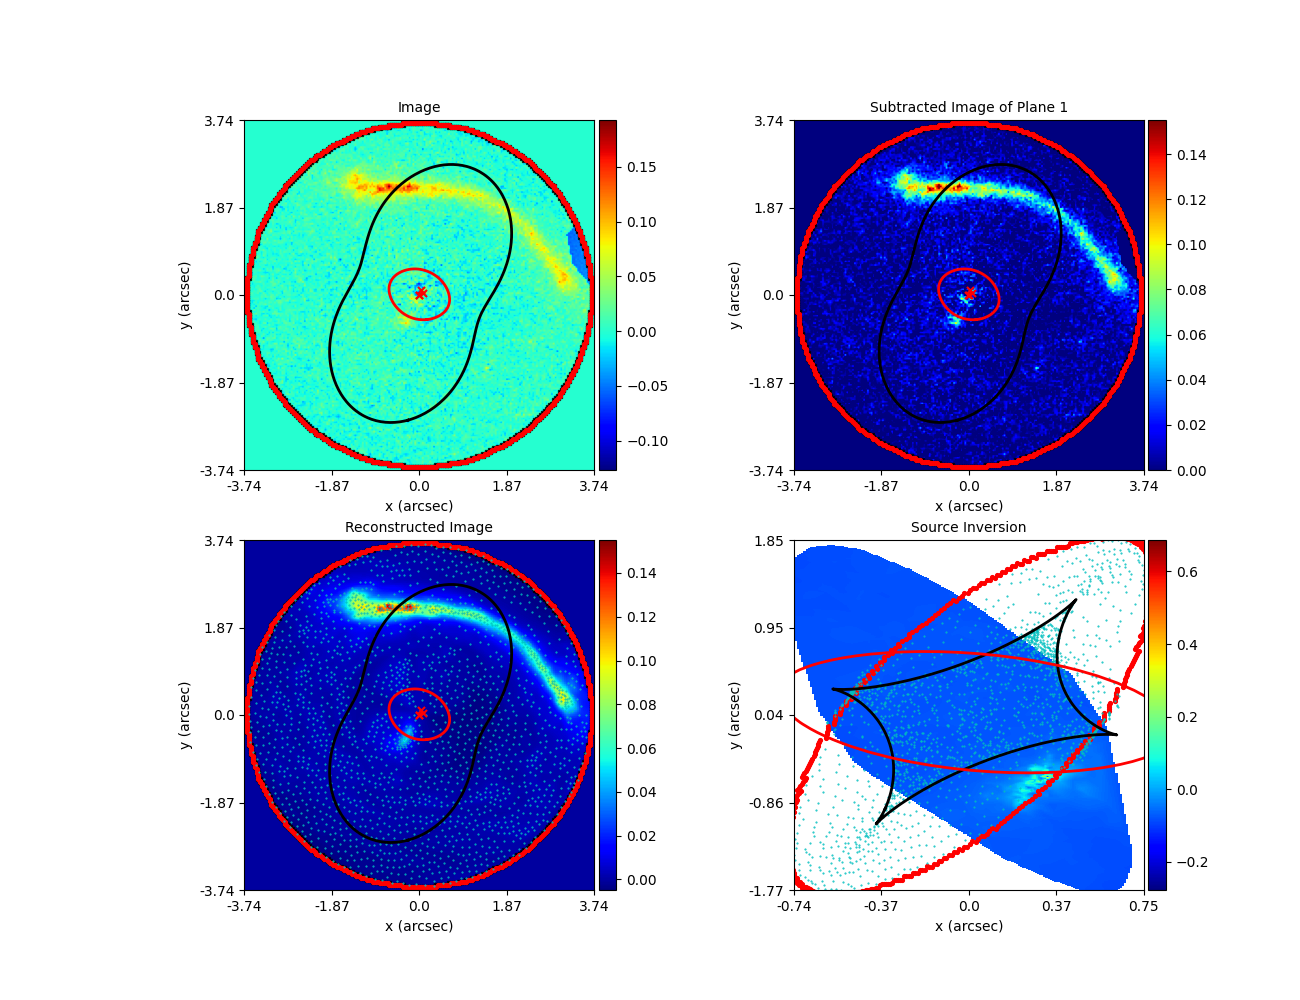 Image
3.74
1.87
0.0
-1.87
-3.74
y (arcsec)
-3.74 -1.87 0.0 1.87 3.74
x (arcsec)
0.15
0.10
0.05
0.00
−0.05
−0.10
Subtracted Image of Plane 1
3.74
1.87
0.0
-1.87
-3.74
y (arcsec)
-3.74 -1.87 0.0 1.87 3.74
x (arcsec)
0.14
0.12
0.10
0.08
0.06
0.04
0.02
0.00
Reconstructed Image
3.74
1.87
0.0
-1.87
-3.74
y (arcsec)
-3.74 -1.87 0.0 1.87 3.74
x (arcsec)
0.14
0.12
0.10
0.08
0.06
0.04
0.02
0.00
Source Inversion
1.85
0.95
0.04
-0.86
-1.77
y (arcsec)
-0.74 -0.37 0.0 0.37 0.75
x (arcsec)
0.6
0.4
0.2
0.0
−0.2